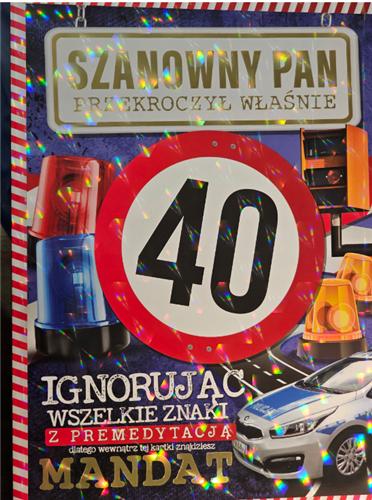 SZANOWNY PAN
PRZEKROCZYŁ WŁAŚNIE
40
IGNORUJĄC
WSZELKIE ZNAKI
Z PREMEDYTACJĄ
dlatego wewnątrz tej kartki znajdziesz
MANDAT